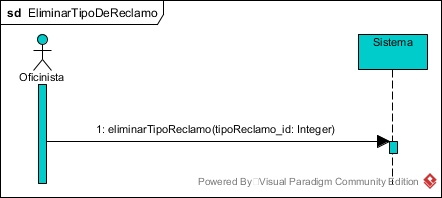 sd EliminarTipoDeReclamo
Oficinista
Sistema
1: eliminarTipoReclamo(tipoReclamo_id: Integer)
Powered By Visual Paradigm Community Edition